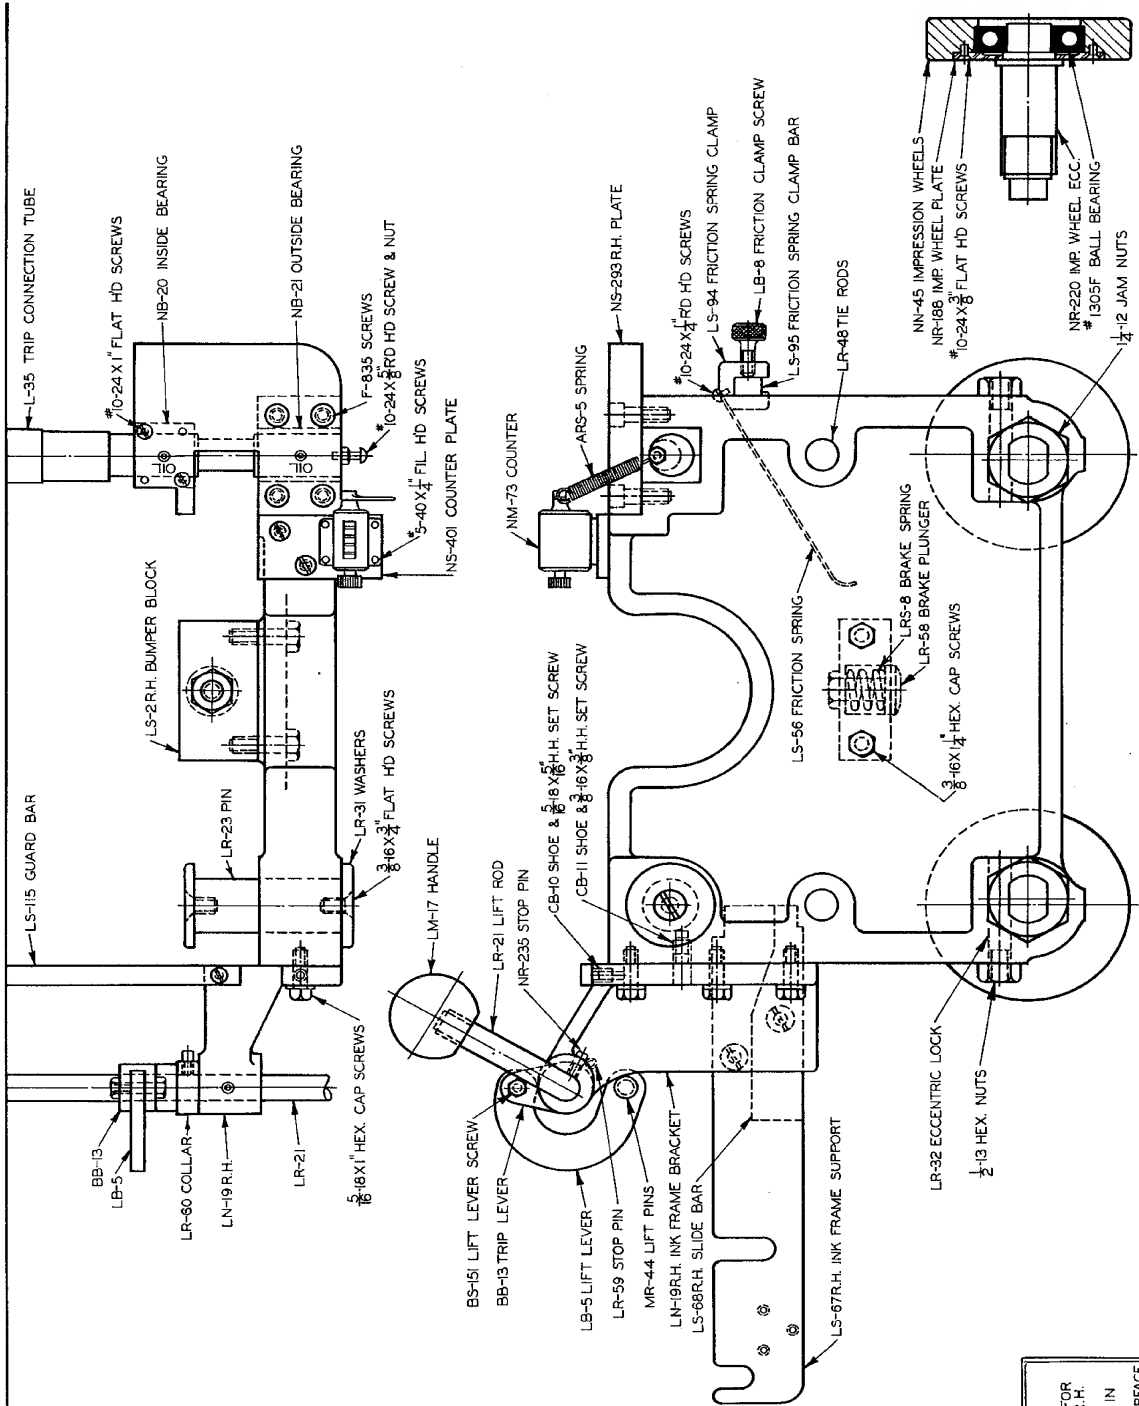 L-35 TRIP CONNECTION TUBE
#10-24 X 1" FLAT H'D SCREWS
NB-20 INSIDE BEARING
NB-21 OUTSIDE BEARING
F-835 SCREWS
#10-24 X 5/8" R'D H'D SCREW & NUT
#5-40 X 1/4" FIL. H'D SCREWS
NS-401 COUNTER PLATE
OIL
OIL
LS-2 R.H. BUMPER BLOCK
LS-115 GUARD BAR
LR-23 PIN
LR-31 WASHERS
3/8-16 X 3/4" FLAT H'D SCREWS
BB-13
LB-5
LR-60 COLLAR
LN-19 R.H.
LR-21
5/16-18 X 1" HEX. CAP SCREWS
NS-293 R.H. PLATE
#10-24 X 1/4" R'D H'D SCREWS
LS-94 FRICTION SPRING CLAMP
LB-8 FRICTION CLAMP SCREW
LS-95 FRICTION SPRING CLAMP BAR
LR-48 TIE RODS
ARS-5 SPRING
NM-73 COUNTER
LS-56 FRICTION SPRING
LRS-8 BRAKE SPRING
LR-58 BRAKE PLUNGER
3/8-16 X 1 1/4" HEX. CAP SCREWS
CB-10 SHOE & 5/16-18 X 5/16" H.H. SET SCREW
CB-11 SHOE & 3/8-16 X 3/8" H.H. SET SCREW
LM-17 HANDLE
LR-21 LIFT ROD
NR-235 STOP PIN
BS-151 LIFT LEVER SCREW
BB-13 TRIP LEVER
LB-5 LIFT LEVER
LR-59 STOP PIN
MR-44 LIFT PINS
LN-19 R.H. INK FRAME BRACKET
LS-68 R.H. SLIDE BAR
LS-67 R.H. INK FRAME SUPPORT
LR-32 ECCENTRIC LOCK
1/2-13 HEX. NUTS
NN-45 IMPRESSION WHEELS
NR-188 IMP. WHEEL PLATE
#10-24 X 3/8" FLAT H'D SCREWS
NR-220 IMP. WHEEL ECC.
#1305F BALL BEARING
1 1/4-12 JAM NUTS
FOR
R.H.
IN